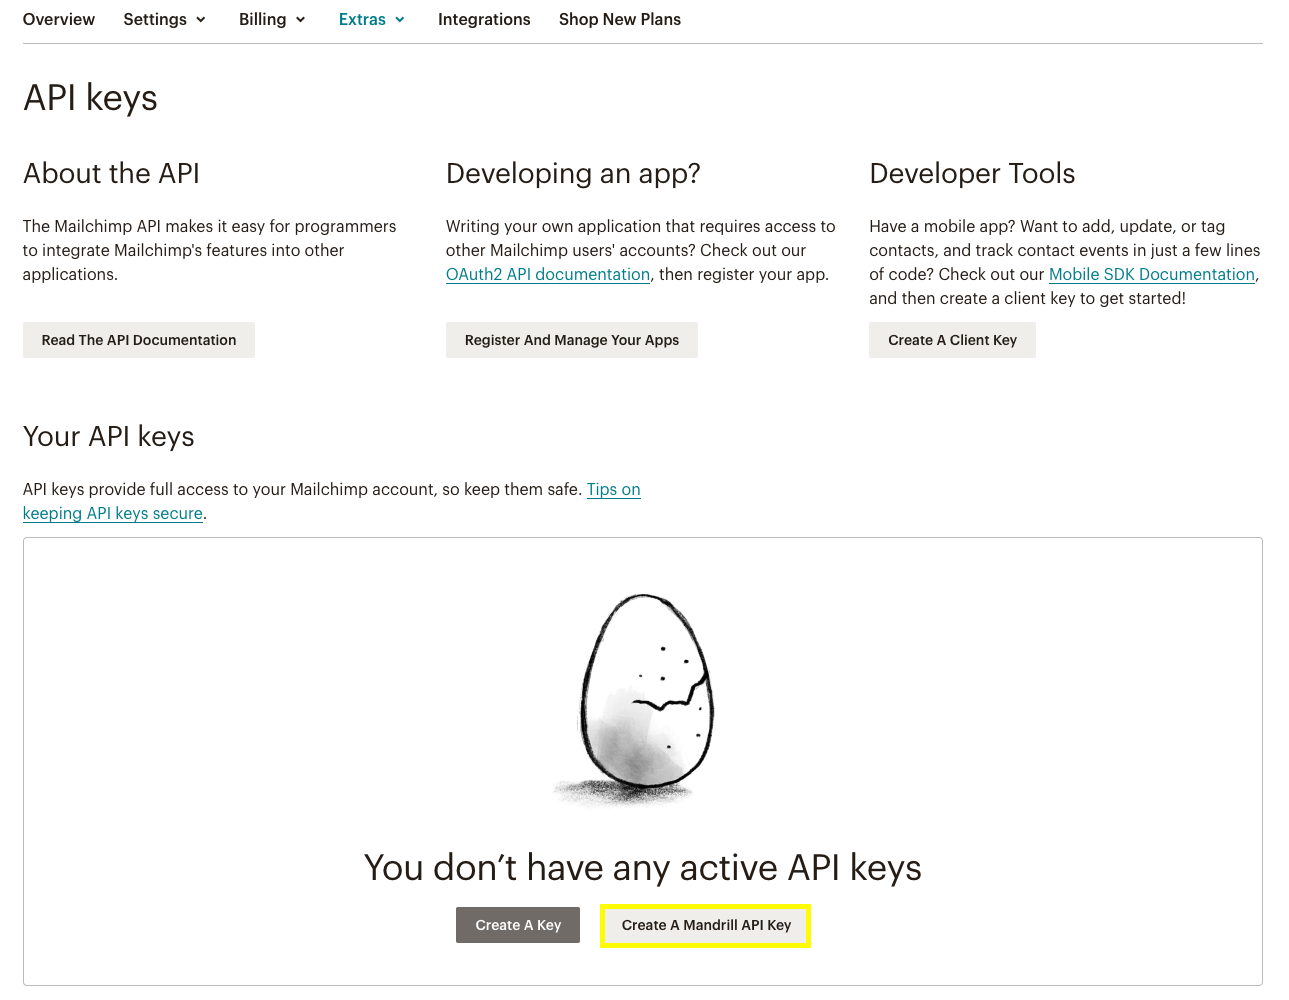 Overview Settings Billing Extras Integrations Shop New Plans
API keys
About the API
The Mailchimp API makes it easy for programmers
to integrate Mailchimp's features into other
applications.
Read The API Documentation
Developing an app?
Writing your own application that requires access to
other Mailchimp users' accounts? Check out our
OAuth2 API documentation, then register your app.
Register And Manage Your Apps
Developer Tools
Have a mobile app? Want to add, update, or tag
contacts, and track contact events in just a few lines
of code? Check out our Mobile SDK Documentation,
and then create a client key to get started!
Create A Client Key
Your API keys
API keys provide full access to your Mailchimp account, so keep them safe. Tips on
keeping API keys secure.
You don’t have any active API keys
Create A Key Create A Mandrill API Key